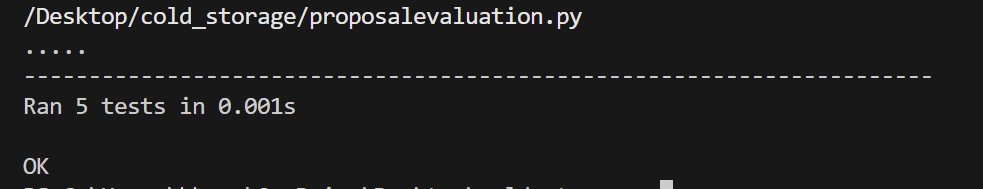 /Desktop/cold_storage/proposalevaluation.py
.....
----------------------------------------------------------------------
Ran 5 tests in 0.001s
OK